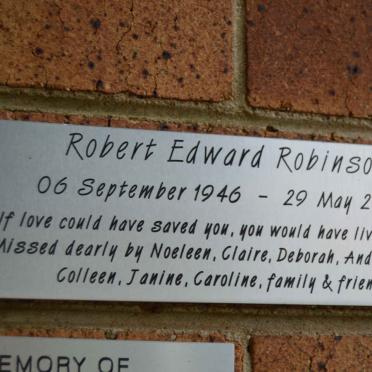 Robert Edward Robinso
06 September 1946 - 29 May 2
If love could have saved you, you would have liv
Missed dearly by Noeleen, Claire, Deborah, And
Colleen, Janine, Caroline, family & frien
EMORY OF